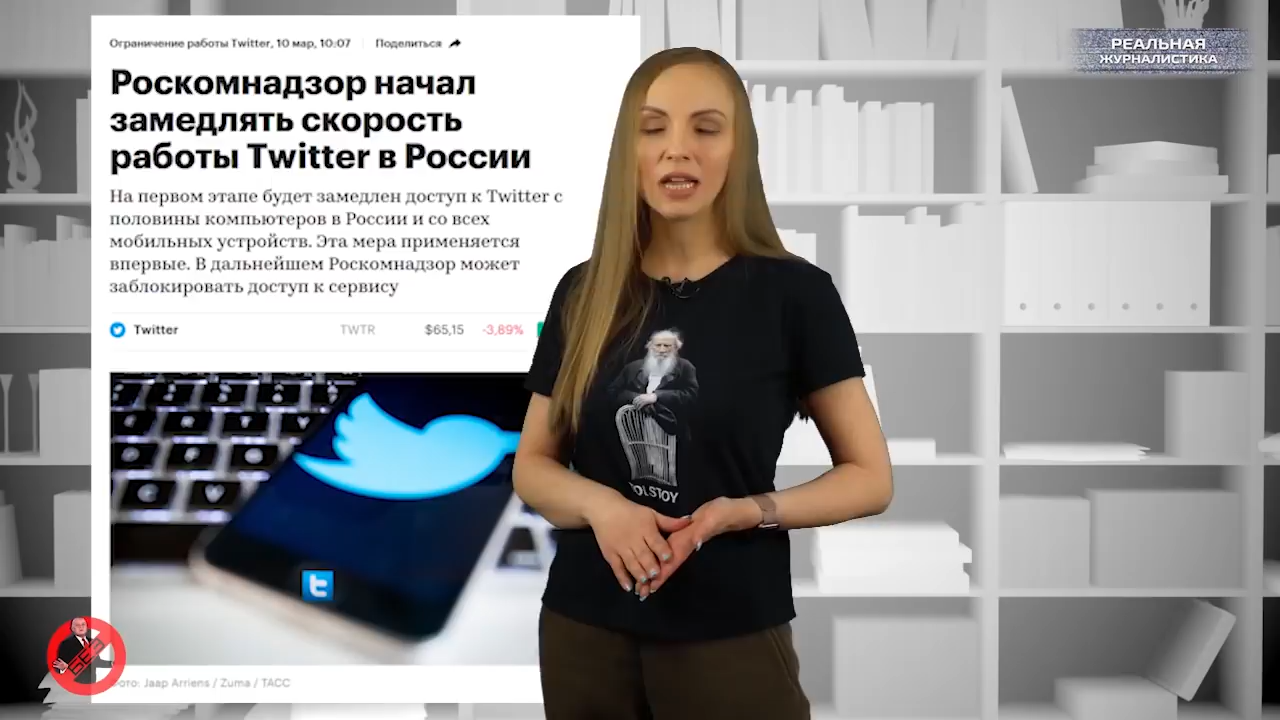 Ограничение работы Twitter, 10 мар, 10:07
Поделиться
Роскомнадзор начал
замедлять скорость
работы Twitter в России
На первом этапе будет замедлен доступ к Twitter с
половины компьютеров в России и со всех
мобильных устройств. Эта мера применяется
впервые. В дальнейшем Роскомнадзор может
заблокировать доступ к сервису
Twitter
TWTR
$65,15
-3,89%
Фото: Jaap Arriens / Zuma / ТАСС
РЕАЛЬНАЯ
ЖУРНАЛИСТИКА
TOLSTOY